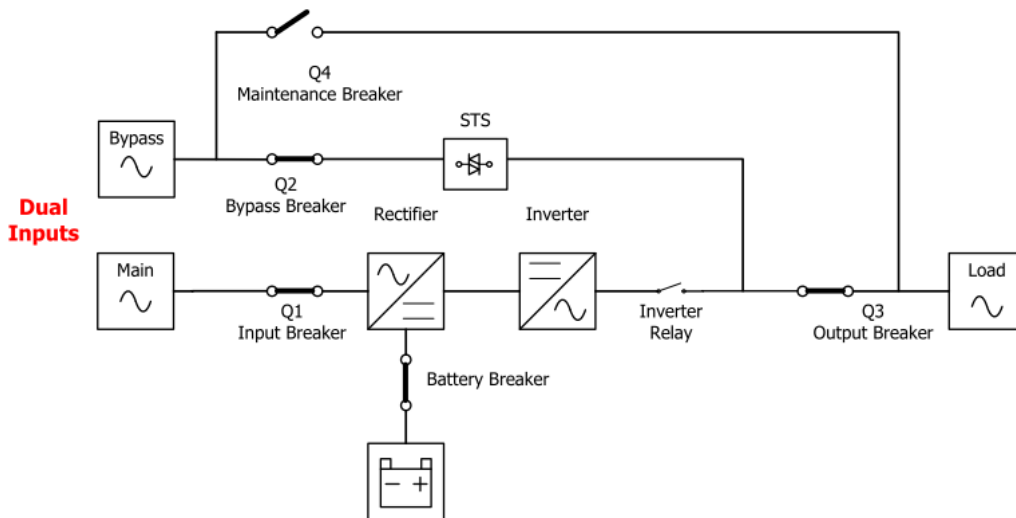 Q4
Maintenance Breaker
STS
Bypass
Q2
Bypass Breaker
Dual
Inputs
Rectifier
Inverter
Main
Load
Q1
Input Breaker
Inverter
Relay
Q3
Output Breaker
Battery Breaker
- +